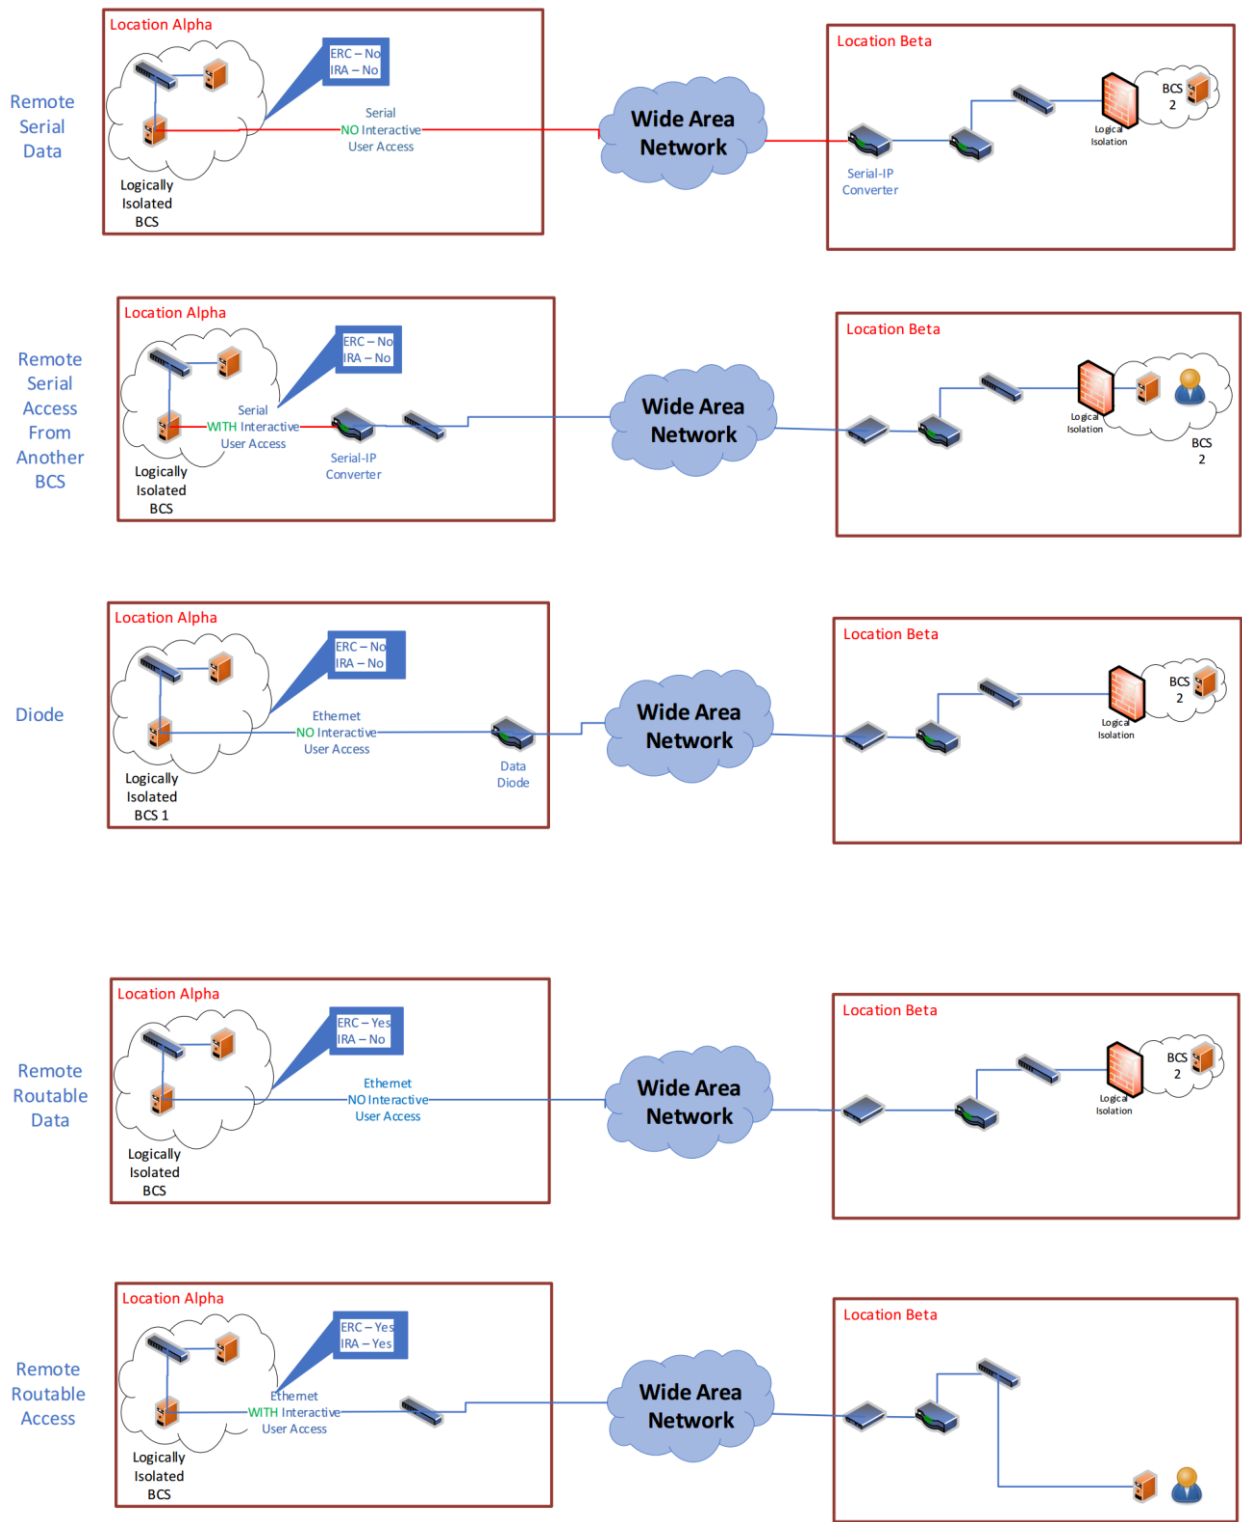 Remote
Serial
Data
Location Alpha
ERC – No
IRA – No
Serial
NO Interactive
User Access
Logically
Isolated
BCS
Wide Area
Network
Location Beta
Serial-IP
Converter
Logical
Isolation
BCS
2
Remote
Serial
Access
From
Another
BCS
Location Alpha
ERC – No
IRA – No
Serial
WITH Interactive
User Access
Serial-IP
Converter
Logically
Isolated
BCS
Wide Area
Network
Location Beta
Logical
Isolation
BCS
2
Diode
Location Alpha
ERC – No
IRA – No
Ethernet
NO Interactive
User Access
Data
Diode
Logically
Isolated
BCS 1
Wide Area
Network
Location Beta
Logical
Isolation
BCS
2
Remote
Routable
Data
Location Alpha
ERC – Yes
IRA – No
Ethernet
NO Interactive
User Access
Logically
Isolated
BCS
Wide Area
Network
Location Beta
Logical
Isolation
BCS
2
Remote
Routable
Access
Location Alpha
ERC – Yes
IRA – Yes
Ethernet
WITH Interactive
User Access
Logically
Isolated
BCS
Wide Area
Network
Location Beta